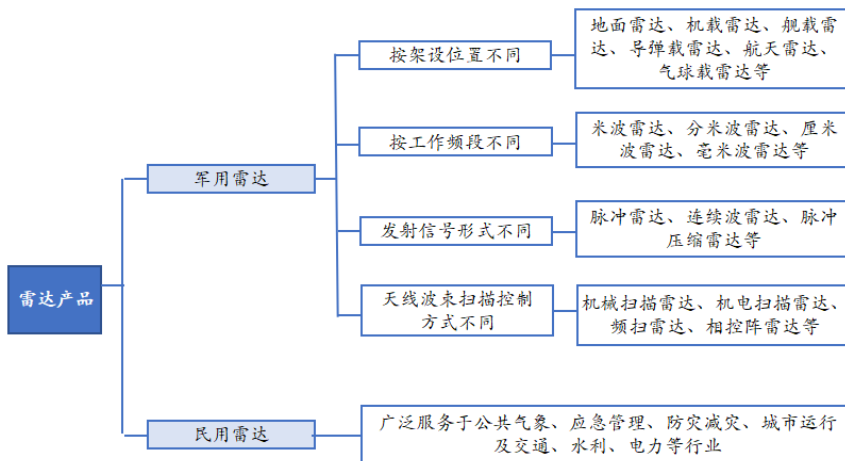 雷达产品
军用雷达
按架设位置不同
地面雷达、机载雷达、舰载雷
达、导弹载雷达、航天雷达、
气球载雷达等
按工作频段不同
米波雷达、分米波雷达、厘米
波雷达、毫米波雷达等
发射信号形式不同
脉冲雷达、连续波雷达、脉冲
压缩雷达等
天线波束扫描控制
方式不同
机械扫描雷达、机电扫描雷达、
频扫雷达、相控阵雷达等
民用雷达
广泛服务于公共气象、应急管理、防灾减灾、城市运行
及交通、水利、电力等行业